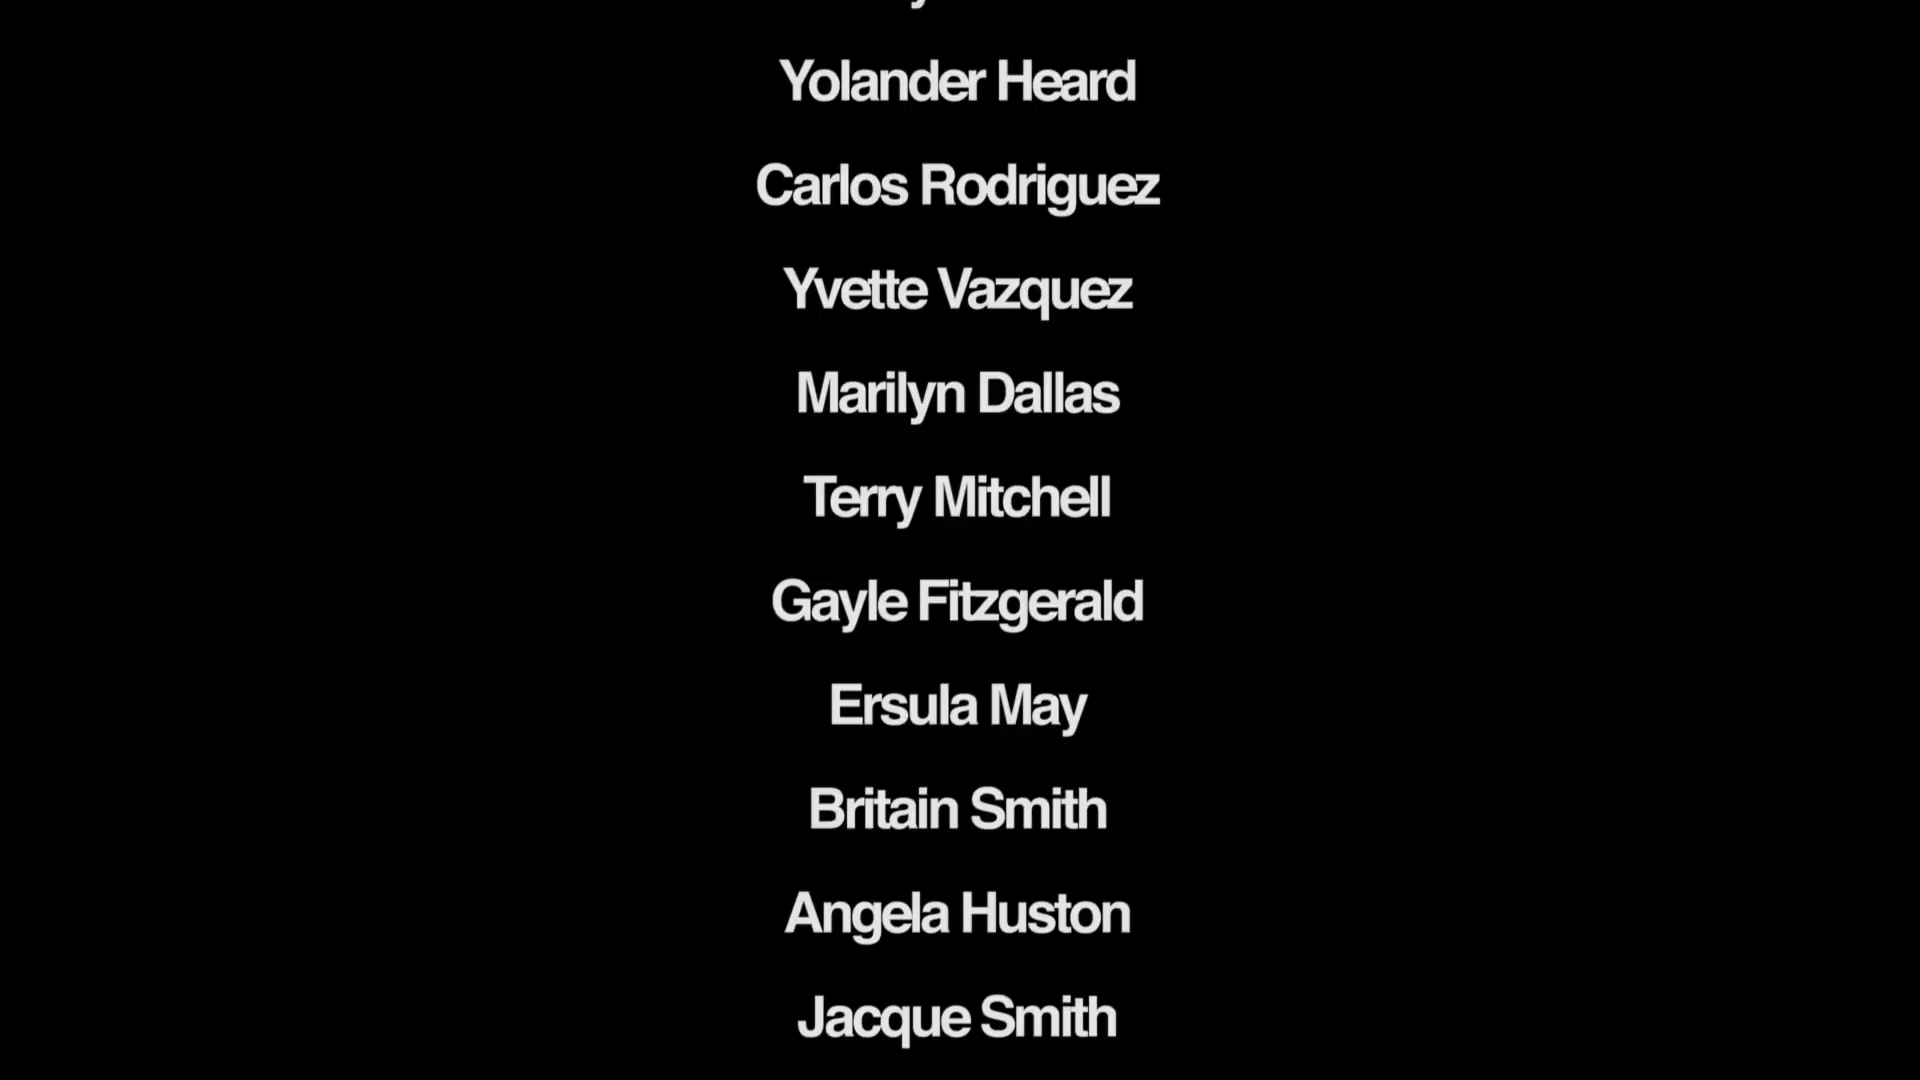 Yolander Heard
Carlos Rodriguez
Yvette Vazquez
Marilyn Dallas
Terry Mitchell
Gayle Fitzgerald
Ersula May
Britain Smith
Angela Huston
Jacque Smith